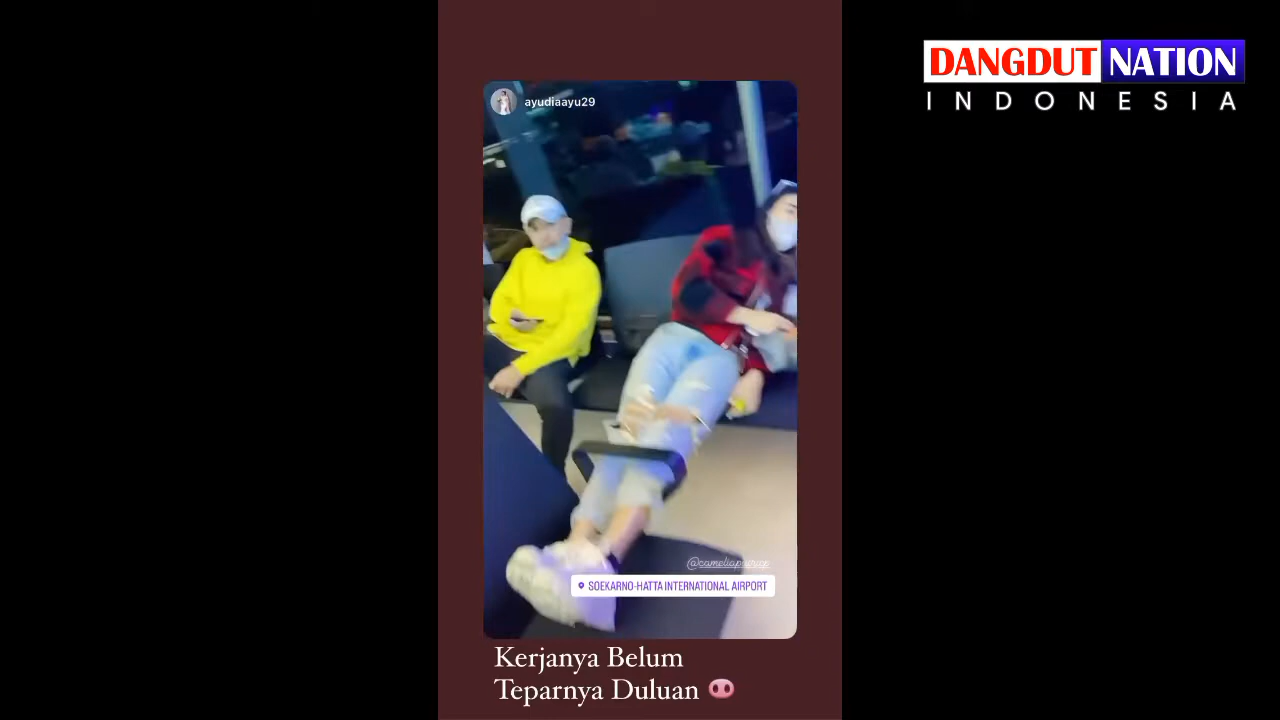 DANGDUT NATION
INDONESIA
ayudiaayu29
SOEKARNO-HATTA INTERNATIONAL AIRPORT
Kerjanya Belum
Teparnya Duluan 🐽